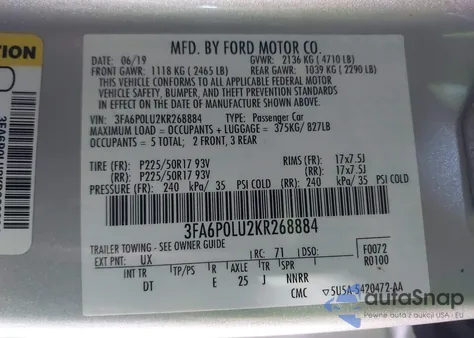 MFD. BY FORD MOTOR CO.
DATE: 06/19 GVWR: 2136 KG ( 4710 LB)
FRONT GAWR: 1118 KG ( 2465 LB) REAR GAWR: 1039 KG ( 2290 LB)
THIS VEHICLE CONFORMS TO ALL APPLICABLE FEDERAL MOTOR
VEHICLE SAFETY, BUMPER, AND THEFT PREVENTION STANDARDS
IN EFFECT ON THE DATE OF MANUFACTURE SHOWN ABOVE.
VIN: 3FA6P0LU2KR268884 TYPE: Passenger Car
MAXIMUM LOAD = OCCUPANTS + LUGGAGE = 375KG/ 827LB
OCCUPANTS = 5 TOTAL: 2 FRONT, 3 REAR
TIRE (FR): P225/50R17 93V RIMS (FR): 17x7.5J
(RR): P225/50R17 93V (RR): 17x7.5J
PRESSURE (FR): 240 kPa/ 35 PSI COLD (RR): 240 kPa/ 35 PSI COLD
3FA6P0LU2KR268884
TRAILER TOWING - SEE OWNER GUIDE
EXT PNT: UX RC: 71 DSO: F0072
R0100
INT TR TP/PS R AXLE TR SPR
DT E 25 J NNRR
CMC 5U5A-5420472-AA
autoSnap
Pewne auta z aukcji USA i EU